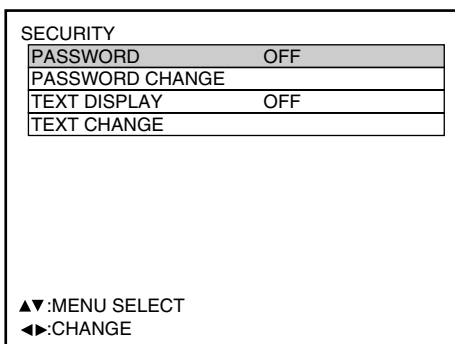 SECURITY
PASSWORD OFF
PASSWORD CHANGE
TEXT DISPLAY OFF
TEXT CHANGE
▲▼:MENU SELECT
◀▶:CHANGE